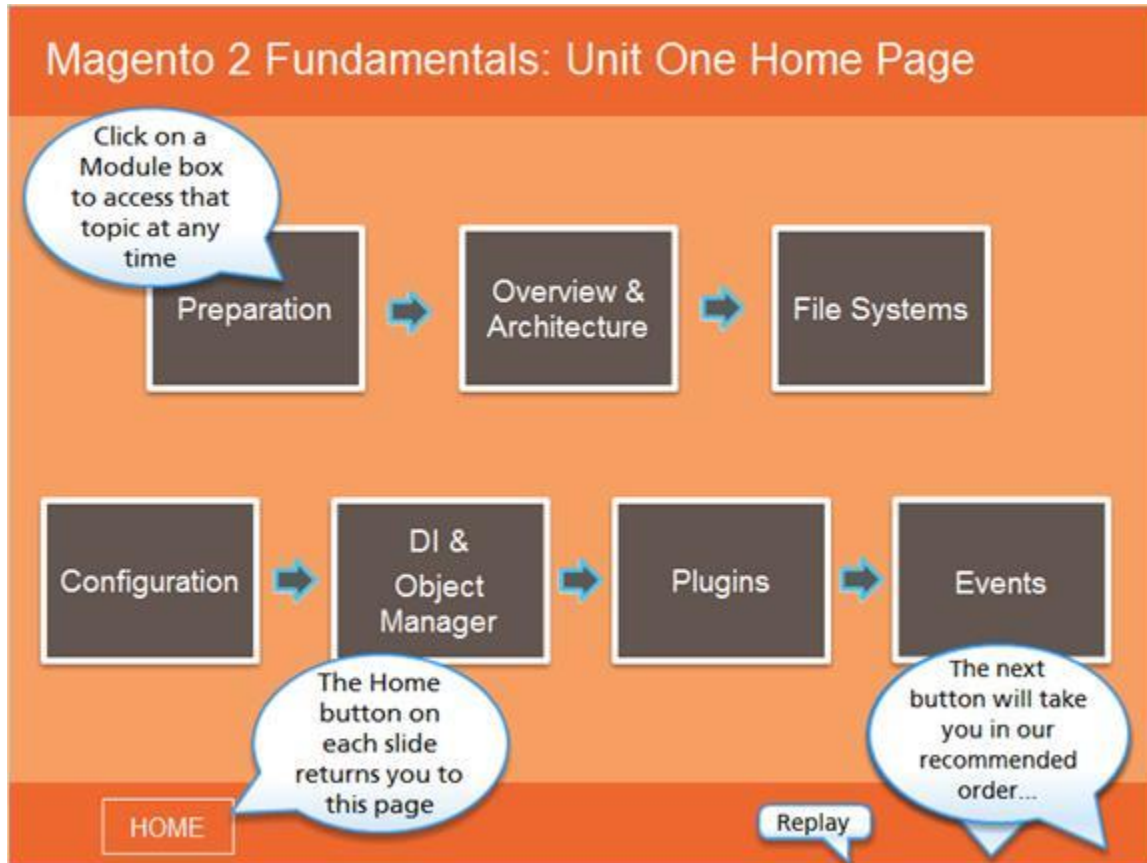 Magento 2 Fundamentals: Unit One Home Page
Click on a
Module box
to access that
topic at any
time
Preparation
Overview &
Architecture
File Systems
Configuration
DI &
Object
Manager
Plugins
Events
The Home
button on
each slide
returns you to
this page
The next
button will take
you in our
recommended
order...
HOME
Replay